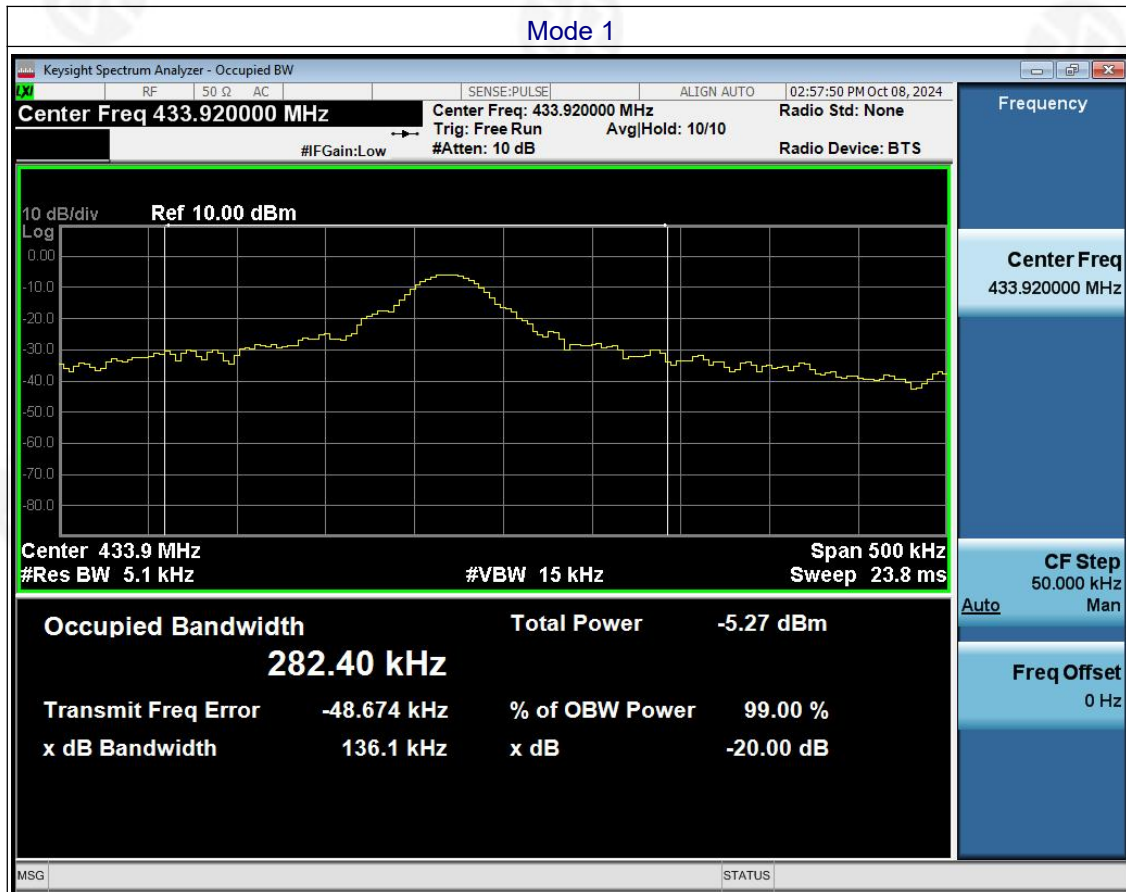 Mode 1
Keysight Spectrum Analyzer - Occupied BW
LXI RF 50 Ω AC SENSE:PULSE ALIGN AUTO 02:57:50 PM Oct 08, 2024
Center Freq 433.920000 MHz
#IFGain:Low
Center Freq: 433.920000 MHz
Trig: Free Run Avg|Hold: 10/10
#Atten: 10 dB
Radio Std: None
Radio Device: BTS
10 dB/div Ref 10.00 dBm
Log
0.00
-10.0
-20.0
-30.0
-40.0
-50.0
-60.0
-70.0
-80.0
Center 433.9 MHz Span 500 kHz
#Res BW 5.1 kHz #VBW 15 kHz Sweep 23.8 ms
Occupied Bandwidth Total Power -5.27 dBm
282.40 kHz
Transmit Freq Error -48.674 kHz % of OBW Power 99.00 %
x dB Bandwidth 136.1 kHz x dB -20.00 dB
Frequency
Center Freq
433.920000 MHz
CF Step
50.000 kHz
Auto Man
Freq Offset
0 Hz
MSG STATUS